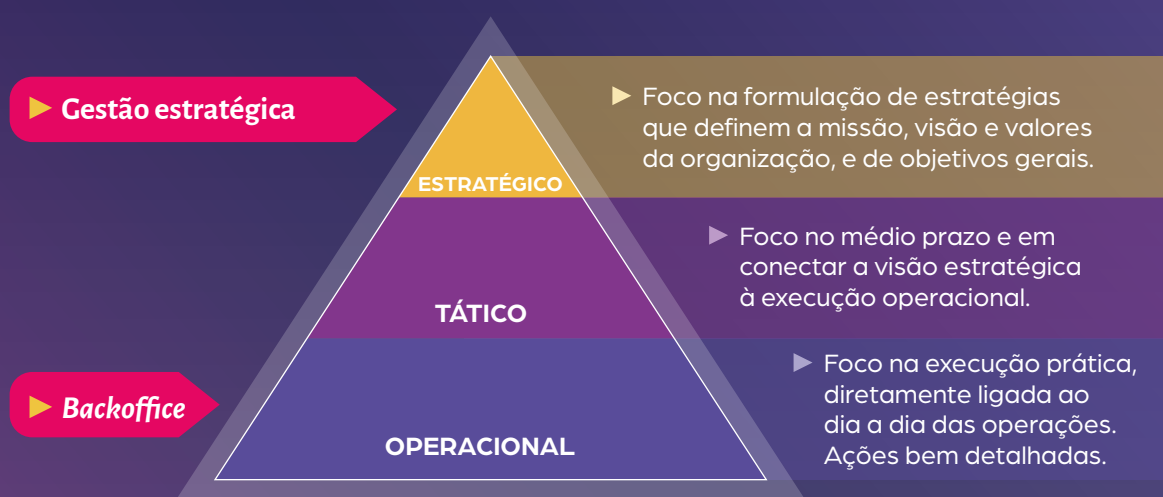 Gestão estratégica
ESTRATÉGICO
Foco na formulação de estratégias
que definem a missão, visão e valores
da organização, e de objetivos gerais.
TÁTICO
Foco no médio prazo e em
conectar a visão estratégica
à execução operacional.
Backoffice
OPERACIONAL
Foco na execução prática,
diretamente ligada ao
dia a dia das operações.
Ações bem detalhadas.